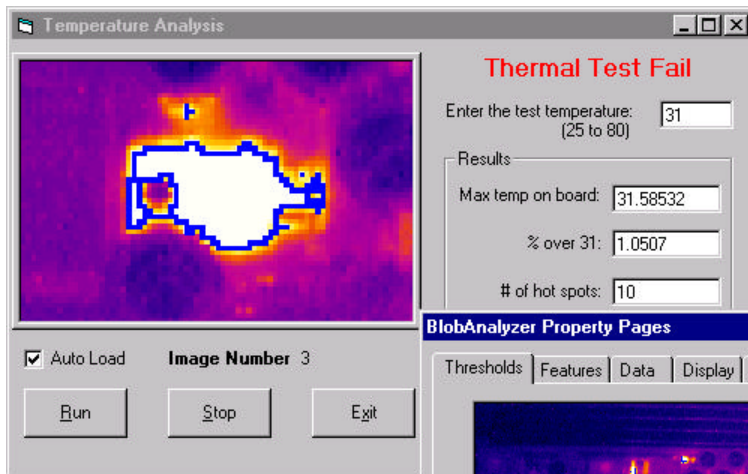 Temperature Analysis
Thermal Test Fail
Enter the test temperature: 31
(25 to 80)
Results
Max temp on board: 31.58532
% over 31: 1.0507
# of hot spots: 10
BlobAnalyzer Property Pages
Auto Load Image Number 3
Thresholds Features Data Display
Run Stop Exit